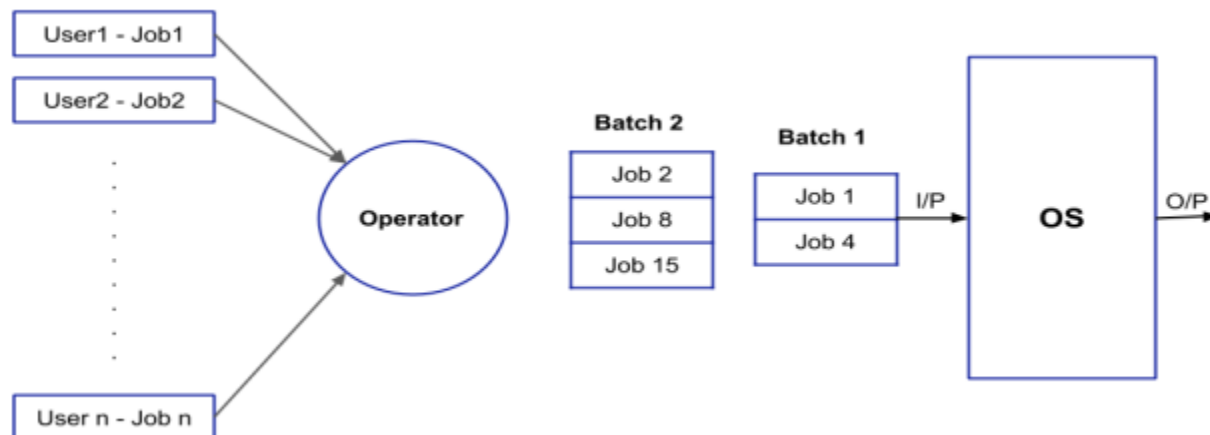 User1 - Job1
User2 - Job2
User n - Job n
Operator
Batch 2
Job 2
Job 8
Job 15
Batch 1
Job 1
Job 4
I/P
OS
O/P